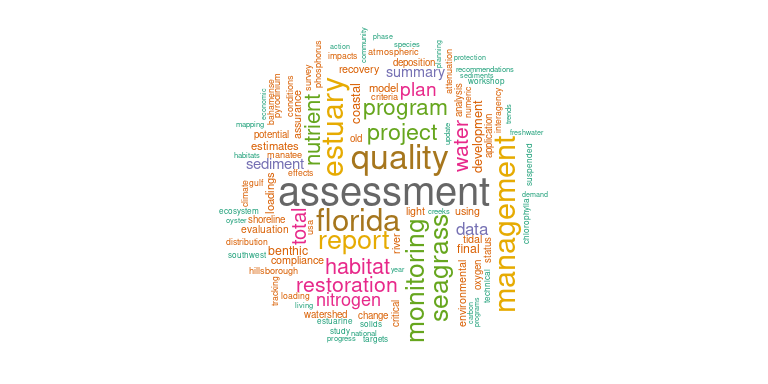 phase
action
community
species
planning
impacts
atmospheric
phosphorus
deposition
attenuation
protection
recovery
summary
recommendations
sediments
workshop
survey
model
plan
criteria
economic
bahamense
pyrodinium
conditions
assurance
estuary
coastal
program
analysis
numeric
interagency
trends
mapping
potential
nutrient
old
project
update
water
development
application
freshwater
estimates
habitats
manatee
sediment
effects
quality
suspended
climate
gulf
loadings
assessment
management
demand
ecosystem
oyster
shoreline
usa
total
florida
light
creeks
using
chlorophylla
evaluation
distribution
report
river
monitoring
seagrass
data
tidal
final
status
southwest
benthic
compliance
hillsborough
habitat
year
environmental
oxygen
technical
tracking
restoration
loading
living
nitrogen
critical
carbon
programs
watershed
estuarine
change
solids
study
national
progress
targets